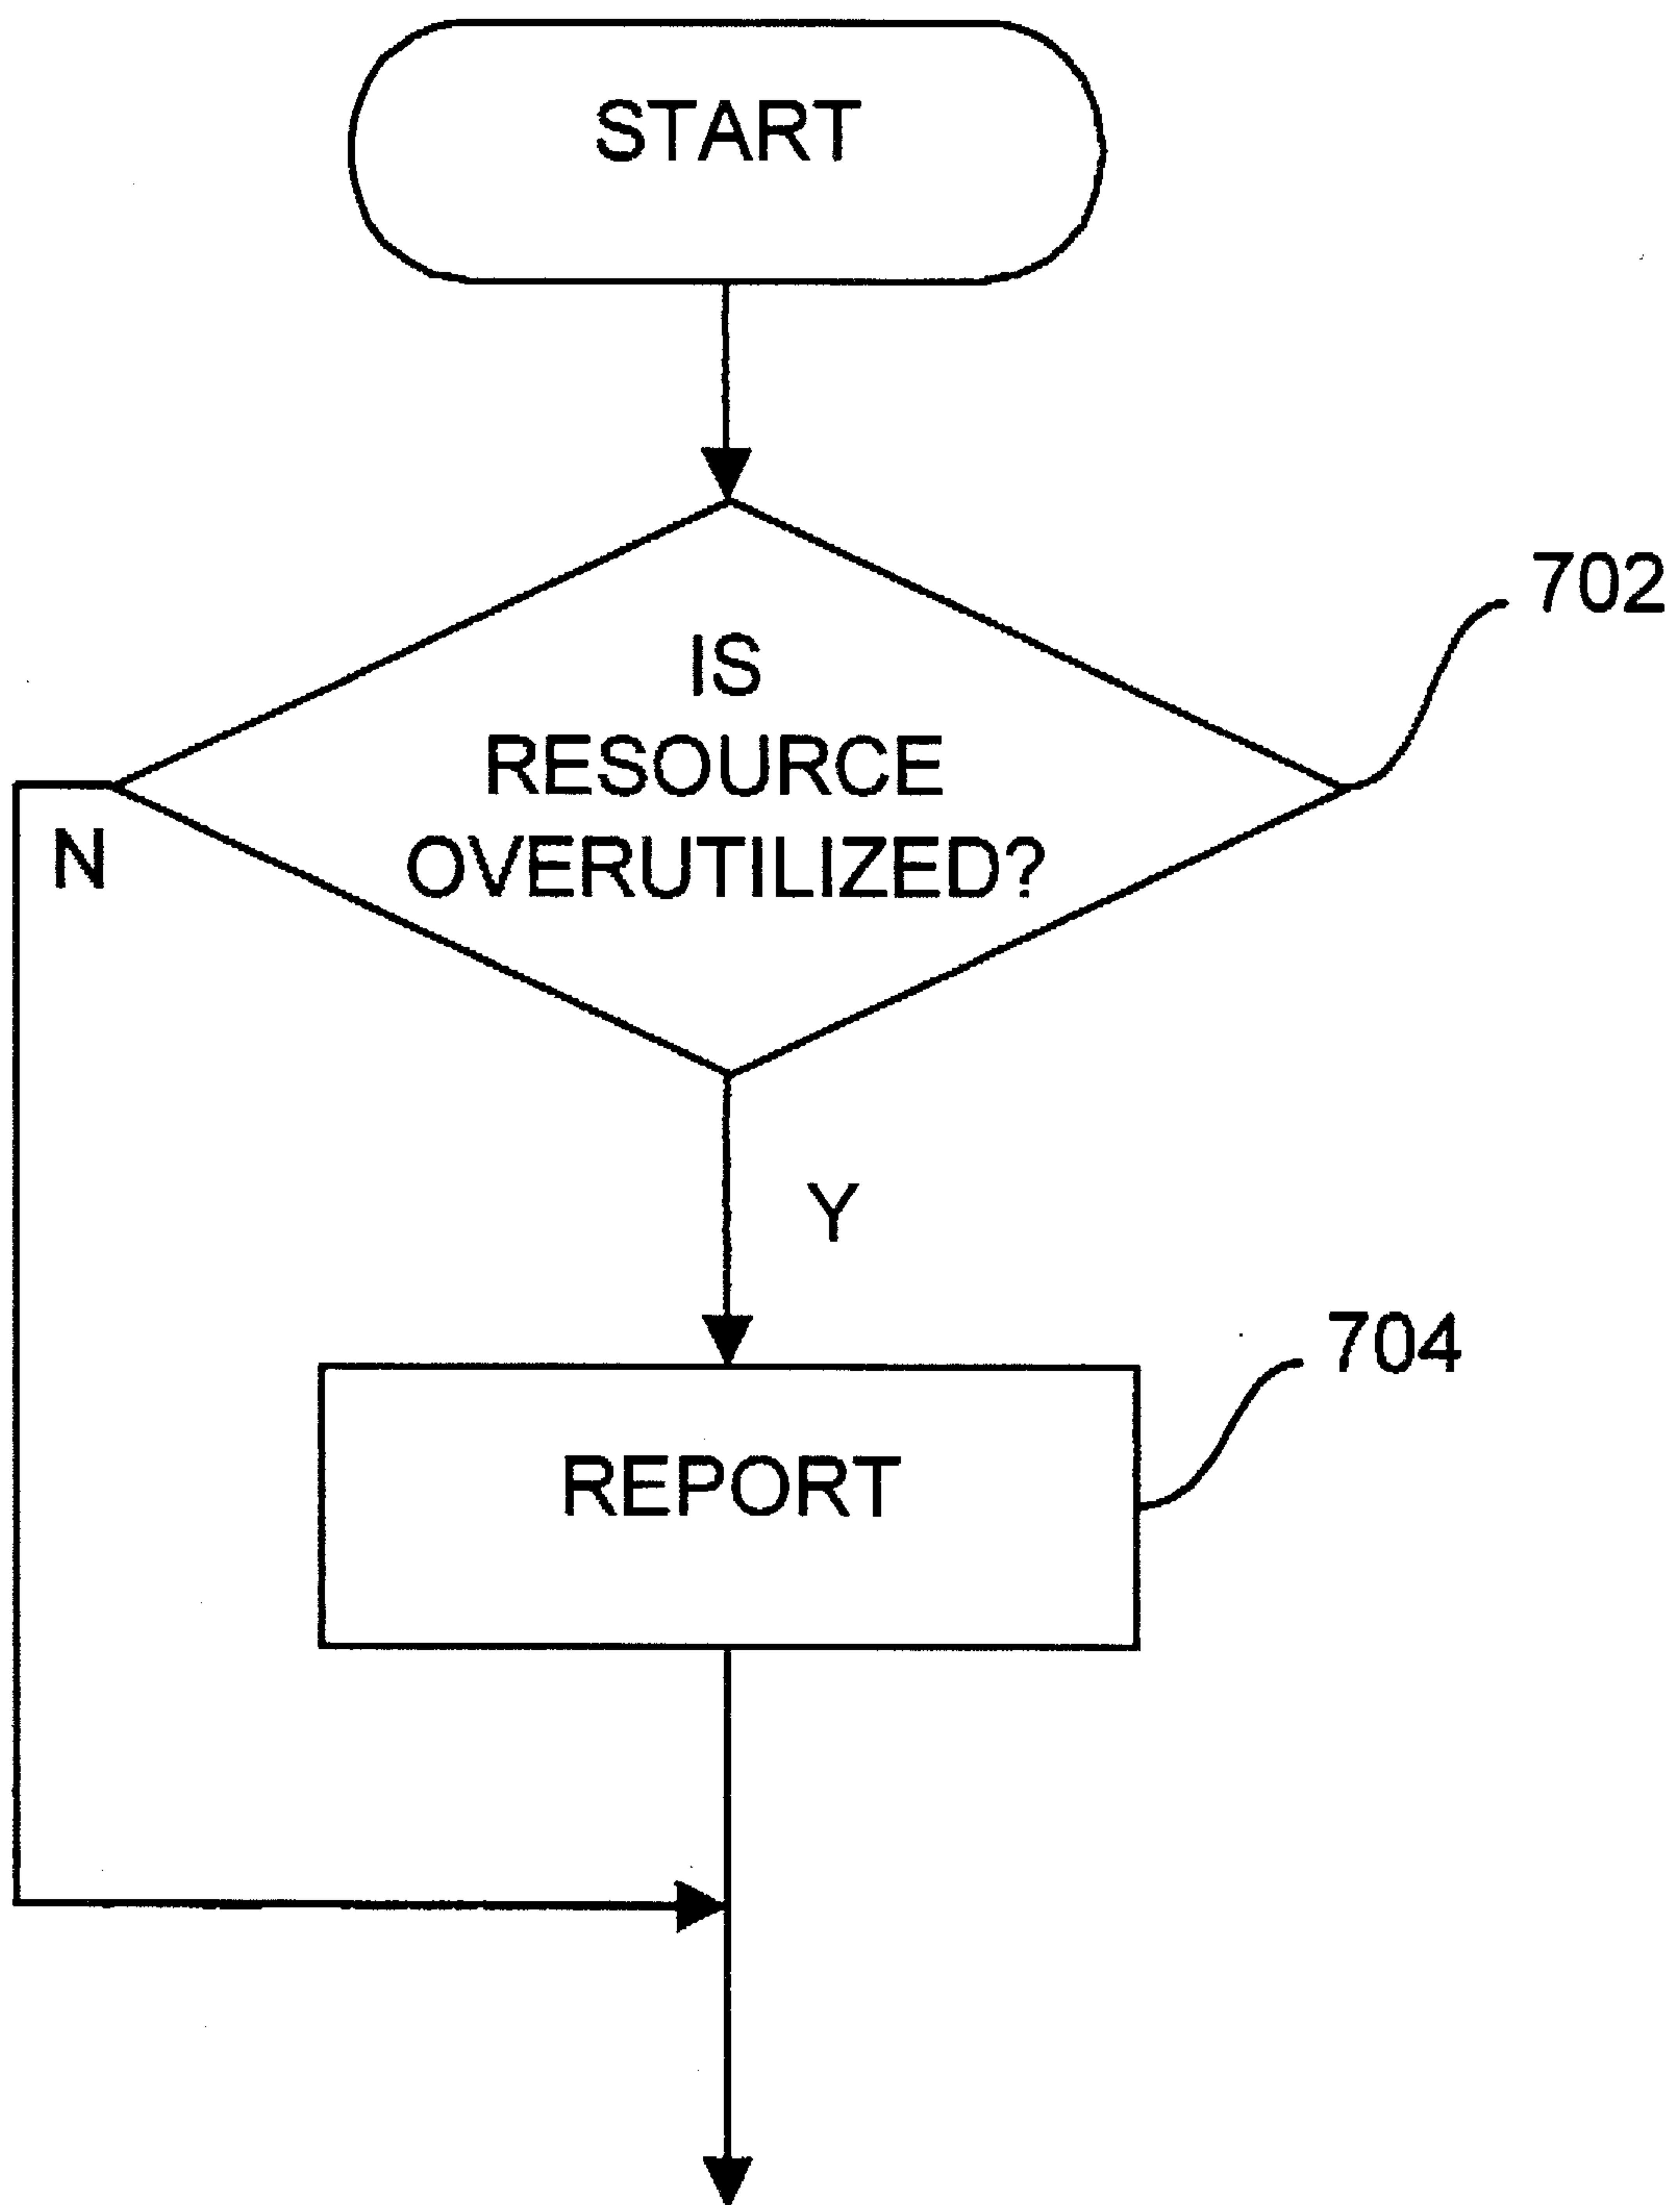 START
702
IS
RESOURCE
OVERUTILIZED?
N
Y
704
REPORT